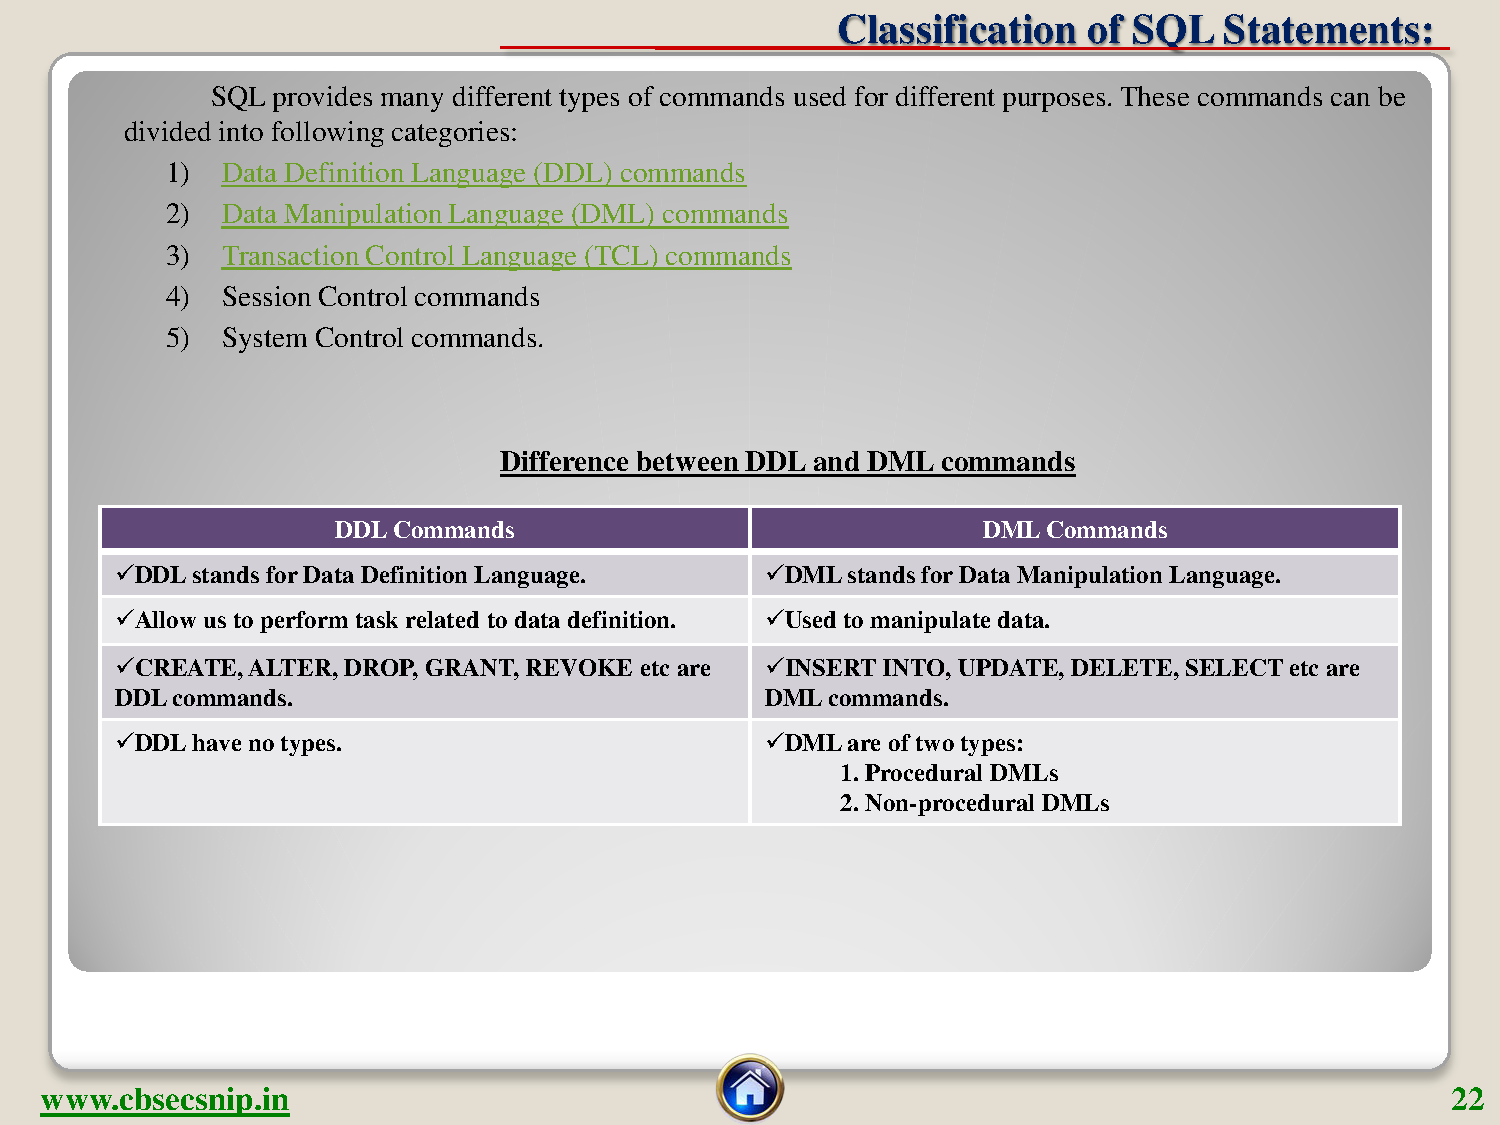 Classification of SQL Statements:
SQL provides many different types of commands used for different purposes. These commands can be
divided into following categories:
1) Data Definition Language (DDL) commands
2) Data Manipulation Language (DML) commands
3) Transaction Control Language (TCL) commands
4) Session Control commands
5) System Control commands.
Difference between DDL and DML commands
DDL Commands
DML Commands
✓DDL stands for Data Definition Language.
✓DML stands for Data Manipulation Language.
✓Allow us to perform task related to data definition.
✓Used to manipulate data.
✓CREATE, ALTER, DROP, GRANT, REVOKE etc are
DDL commands.
✓INSERT INTO, UPDATE, DELETE, SELECT etc are
DML commands.
✓DDL have no types.
✓DML are of two types:
1. Procedural DMLs
2. Non-procedural DMLs
www.cbsecsnip.in
22